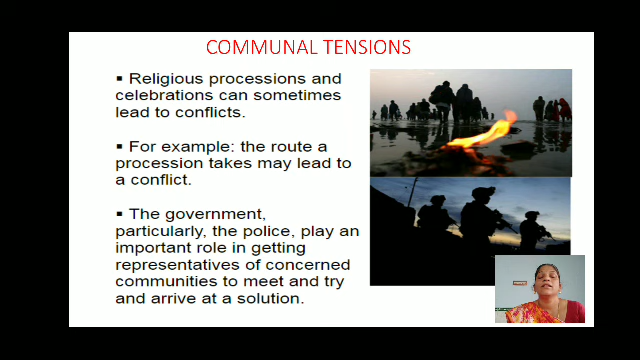 COMMUNAL TENSIONS
▪ Religious processions and
celebrations can sometimes
lead to conflicts.
▪ For example: the route a
procession takes may lead to
a conflict.
▪ The government,
particularly, the police, play an
important role in getting
representatives of concerned
communities to meet and try
and arrive at a solution.